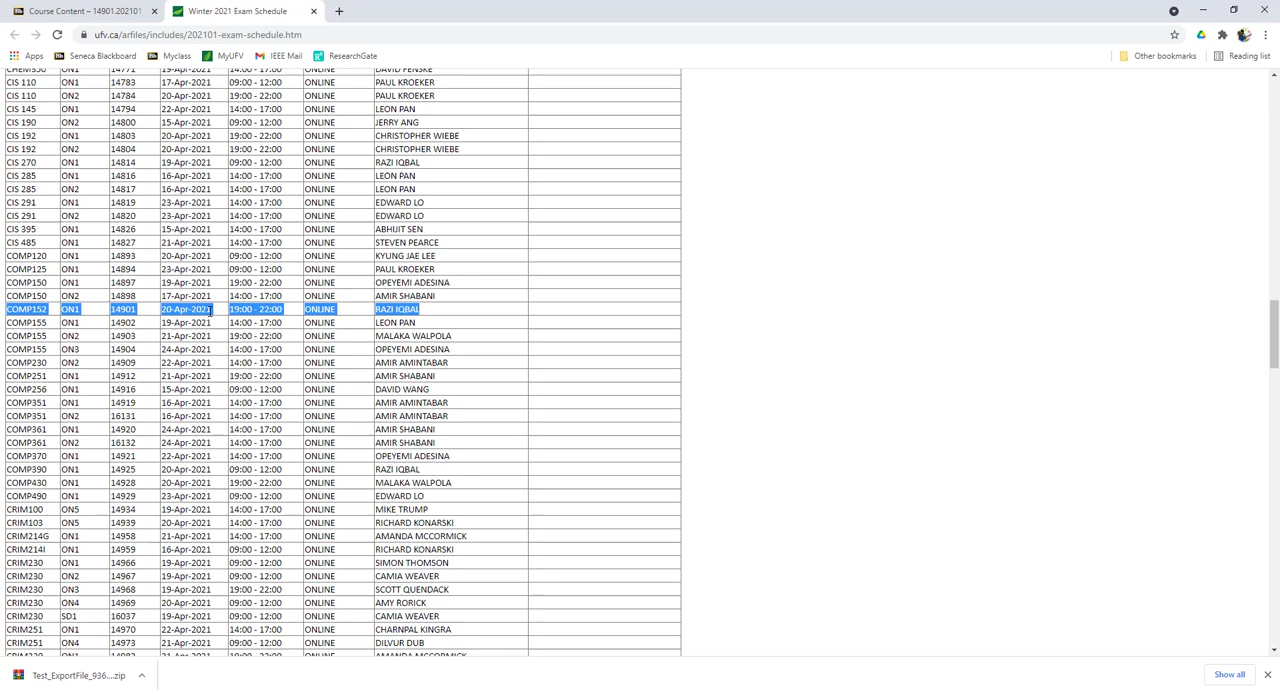 Course Content – 14901.202101
Winter 2021 Exam Schedule
ufv.ca/arfiles/includes/202101-exam-schedule.htm
Apps Seneca Blackboard Myclass MyUFV IEEE Mail ResearchGate Other bookmarks Reading list
CHEM350 ON1 14771 19-Apr-2021 14:00 - 17:00 ONLINE DAVID FENSKE
CIS 110 ON1 14783 17-Apr-2021 09:00 - 12:00 ONLINE PAUL KROEKER
CIS 110 ON2 14784 20-Apr-2021 19:00 - 22:00 ONLINE PAUL KROEKER
CIS 145 ON1 14794 22-Apr-2021 14:00 - 17:00 ONLINE LEON PAN
CIS 190 ON2 14800 15-Apr-2021 09:00 - 12:00 ONLINE JERRY ANG
CIS 192 ON1 14803 20-Apr-2021 19:00 - 22:00 ONLINE CHRISTOPHER WIEBE
CIS 192 ON2 14804 20-Apr-2021 19:00 - 22:00 ONLINE CHRISTOPHER WIEBE
CIS 270 ON1 14814 19-Apr-2021 09:00 - 12:00 ONLINE RAZI IQBAL
CIS 285 ON1 14816 16-Apr-2021 14:00 - 17:00 ONLINE LEON PAN
CIS 285 ON2 14817 16-Apr-2021 14:00 - 17:00 ONLINE LEON PAN
CIS 291 ON1 14819 23-Apr-2021 14:00 - 17:00 ONLINE EDWARD LO
CIS 291 ON2 14820 23-Apr-2021 14:00 - 17:00 ONLINE EDWARD LO
CIS 395 ON1 14826 15-Apr-2021 14:00 - 17:00 ONLINE ABHIJIT SEN
CIS 485 ON1 14827 21-Apr-2021 14:00 - 17:00 ONLINE STEVEN PEARCE
COMP120 ON1 14893 20-Apr-2021 09:00 - 12:00 ONLINE KYUNG JAE LEE
COMP125 ON1 14894 23-Apr-2021 09:00 - 12:00 ONLINE PAUL KROEKER
COMP150 ON1 14897 19-Apr-2021 19:00 - 22:00 ONLINE OPEYEMI ADESINA
COMP150 ON2 14898 17-Apr-2021 14:00 - 17:00 ONLINE AMIR SHABANI
COMP152 ON1 14901 20-Apr-2021 19:00 - 22:00 ONLINE RAZI IQBAL
COMP155 ON1 14902 19-Apr-2021 14:00 - 17:00 ONLINE LEON PAN
COMP155 ON2 14903 21-Apr-2021 19:00 - 22:00 ONLINE MALAKA WALPOLA
COMP155 ON3 14904 24-Apr-2021 14:00 - 17:00 ONLINE OPEYEMI ADESINA
COMP230 ON2 14909 22-Apr-2021 14:00 - 17:00 ONLINE AMIR AMINTABAR
COMP251 ON1 14912 21-Apr-2021 19:00 - 22:00 ONLINE AMIR SHABANI
COMP256 ON1 14916 15-Apr-2021 09:00 - 12:00 ONLINE DAVID WANG
COMP351 ON1 14919 16-Apr-2021 14:00 - 17:00 ONLINE AMIR AMINTABAR
COMP351 ON2 16131 16-Apr-2021 14:00 - 17:00 ONLINE AMIR AMINTABAR
COMP361 ON1 14920 24-Apr-2021 14:00 - 17:00 ONLINE AMIR SHABANI
COMP361 ON2 16132 24-Apr-2021 14:00 - 17:00 ONLINE AMIR SHABANI
COMP370 ON1 14921 22-Apr-2021 14:00 - 17:00 ONLINE OPEYEMI ADESINA
COMP390 ON1 14925 20-Apr-2021 09:00 - 12:00 ONLINE RAZI IQBAL
COMP430 ON1 14928 20-Apr-2021 19:00 - 22:00 ONLINE MALAKA WALPOLA
COMP490 ON1 14929 23-Apr-2021 09:00 - 12:00 ONLINE EDWARD LO
CRIM100 ON5 14934 19-Apr-2021 14:00 - 17:00 ONLINE MIKE TRUMP
CRIM103 ON5 14939 20-Apr-2021 14:00 - 17:00 ONLINE RICHARD KONARSKI
CRIM214G ON1 14958 21-Apr-2021 14:00 - 17:00 ONLINE AMANDA MCCORMICK
CRIM214I ON1 14959 16-Apr-2021 09:00 - 12:00 ONLINE RICHARD KONARSKI
CRIM230 ON1 14966 19-Apr-2021 09:00 - 12:00 ONLINE SIMON THOMSON
CRIM230 ON2 14967 19-Apr-2021 09:00 - 12:00 ONLINE CAMIA WEAVER
CRIM230 ON3 14968 19-Apr-2021 19:00 - 22:00 ONLINE SCOTT QUENDACK
CRIM230 ON4 14969 20-Apr-2021 09:00 - 12:00 ONLINE AMY RORICK
CRIM230 SD1 16037 19-Apr-2021 09:00 - 12:00 ONLINE CAMIA WEAVER
CRIM251 ON1 14970 22-Apr-2021 14:00 - 17:00 ONLINE CHARNPAL KINGRA
CRIM251 ON4 14973 21-Apr-2021 09:00 - 12:00 ONLINE DILVUR DUB
ON1 21-Apr-2021 19:00 - 22:00 ONLINE AMANDA MCCORMICK
Test_ExportFile_936....zip Show all